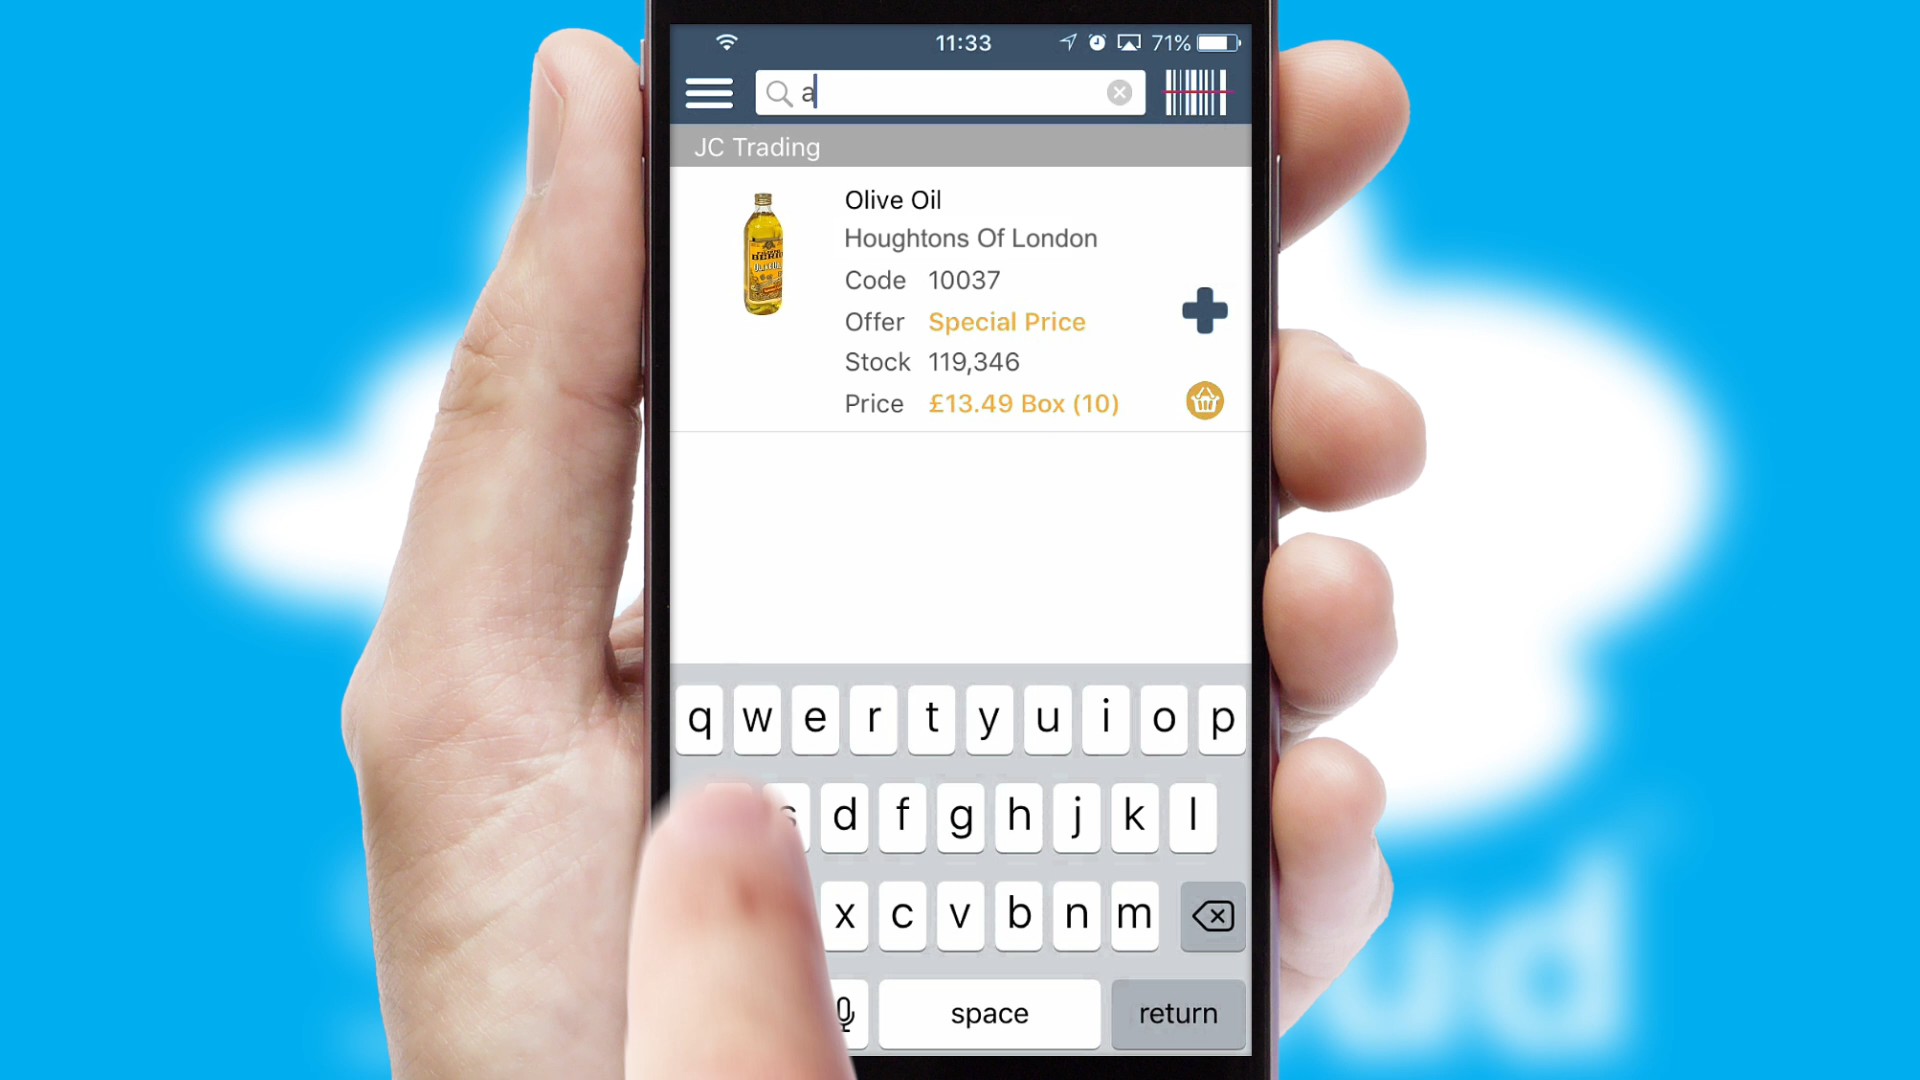 11:33
71%
a
JC Trading
Olive Oil
Houghtons Of London
Code 10037
Offer Special Price
Stock 119,346
Price £13.49 Box (10)
q w e r t y u i o p
s d f g h j k l
x c v b n m
space return
ud